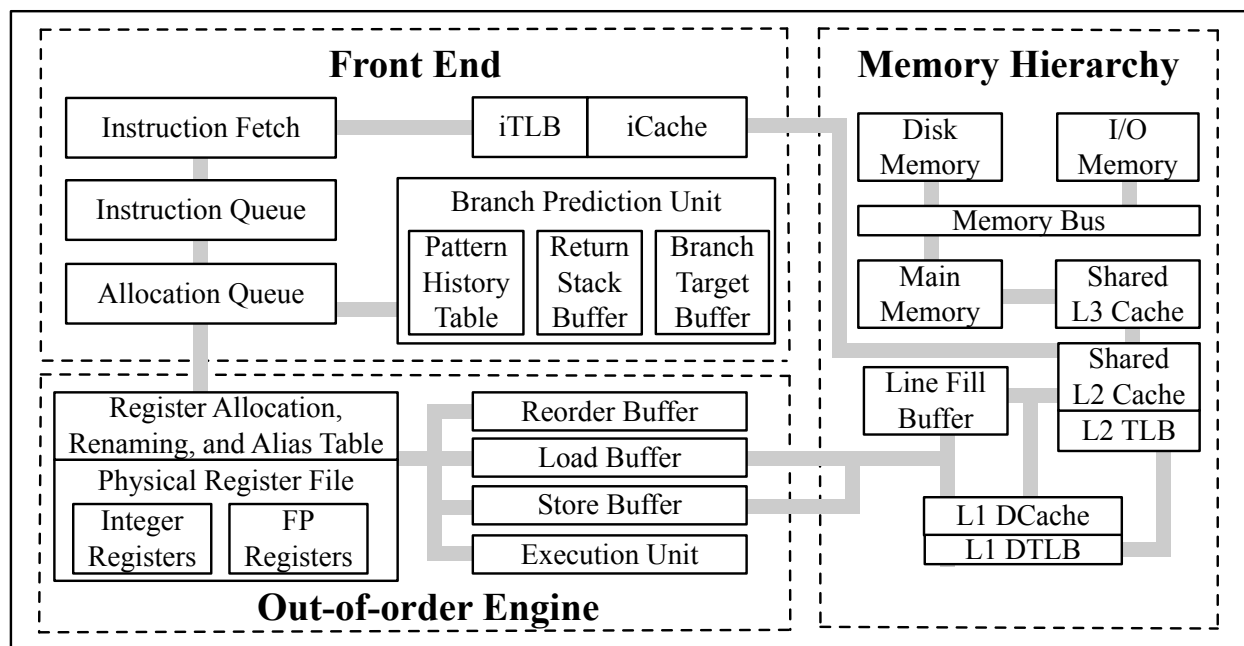 Front End
Instruction Fetch
iTLB
iCache
Instruction Queue
Allocation Queue
Branch Prediction Unit
Pattern
History
Table
Return
Stack
Buffer
Branch
Target
Buffer
Register Allocation,
Renaming, and Alias Table
Physical Register File
Integer
Registers
FP
Registers
Reorder Buffer
Load Buffer
Store Buffer
Execution Unit
Out-of-order Engine
Memory Hierarchy
Disk
Memory
I/O
Memory
Memory Bus
Main
Memory
Shared
L3 Cache
Shared
L2 Cache
L2 TLB
Line Fill
Buffer
L1 DCache
L1 DTLB